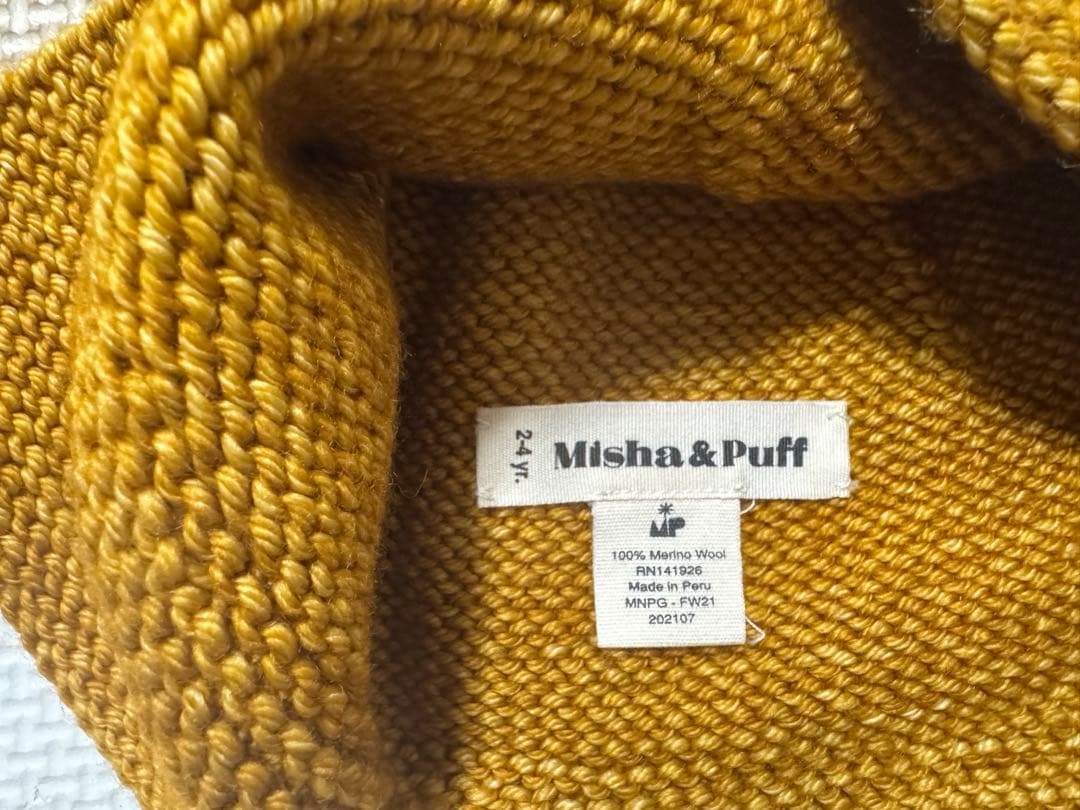 2-4 yr.
Misha & Puff
MP
100% Merino Wool
RN141926
Made in Peru
MNPG - FW21
202107